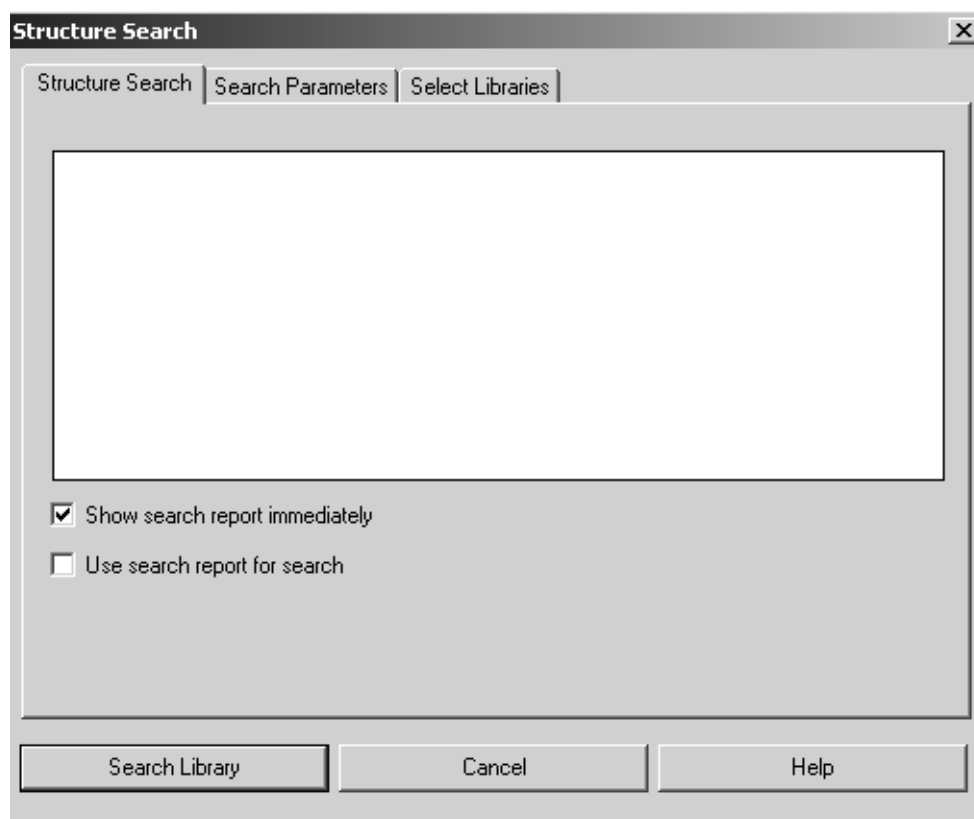 Structure Search
Structure Search Search Parameters Select Libraries
Show search report immediately
Use search report for search
Search Library Cancel Help